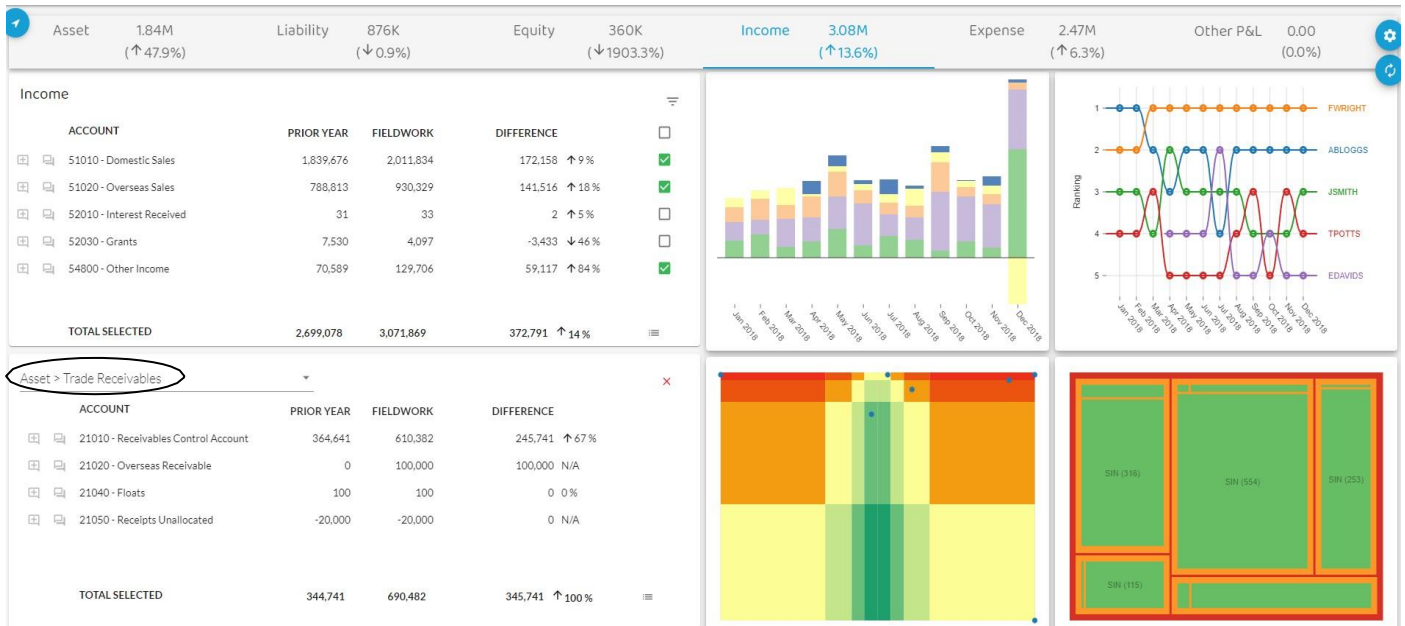 Asset 1.84M Liability 876K Equity 360K Income 3.08M Expense 2.47M Other P&L 0.00
(↑47.9%) (↓0.9%) (↓1903.3%) (↑13.6%) (↑6.3%) (0.0%)
Income
ACCOUNT PRIOR YEAR FIELDWORK DIFFERENCE
51010 - Domestic Sales 1,839,676 2,011,834 172,158 ↑9%
51020 - Overseas Sales 788,813 930,329 141,516 ↑18%
52010 - Interest Received 31 33 2 ↑5%
52030 - Grants 7,530 4,097 -3,433 ↓46%
54800 - Other Income 70,589 129,706 59,117 ↑84%
TOTAL SELECTED 2,699,078 3,071,869 372,791 ↑14%
Jan 2018 Feb 2018 Mar 2018 Apr 2018 May 2018 Jun 2018 Jul 2018 Aug 2018 Sep 2018 Oct 2018 Nov 2018 Dec 2018
Ranking
1 FWRIGHT
2 ABLOGGS
3 JSMITH
4 TPOTTS
5 EDAVIDS
Jan 2018 Feb 2018 Mar 2018 Apr 2018 May 2018 Jun 2018 Jul 2018 Aug 2018 Sep 2018 Oct 2018 Nov 2018 Dec 2018
Asset > Trade Receivables
ACCOUNT PRIOR YEAR FIELDWORK DIFFERENCE
21010 - Receivables Control Account 364,641 610,382 245,741 ↑67%
21020 - Overseas Receivable 0 100,000 100,000 N/A
21040 - Floats 100 100 0 0%
21050 - Receipts Unallocated -20,000 -20,000 0 N/A
TOTAL SELECTED 344,741 690,482 345,741 ↑100%
SIN (316)
SIN (554)
SIN (253)
SIN (115)